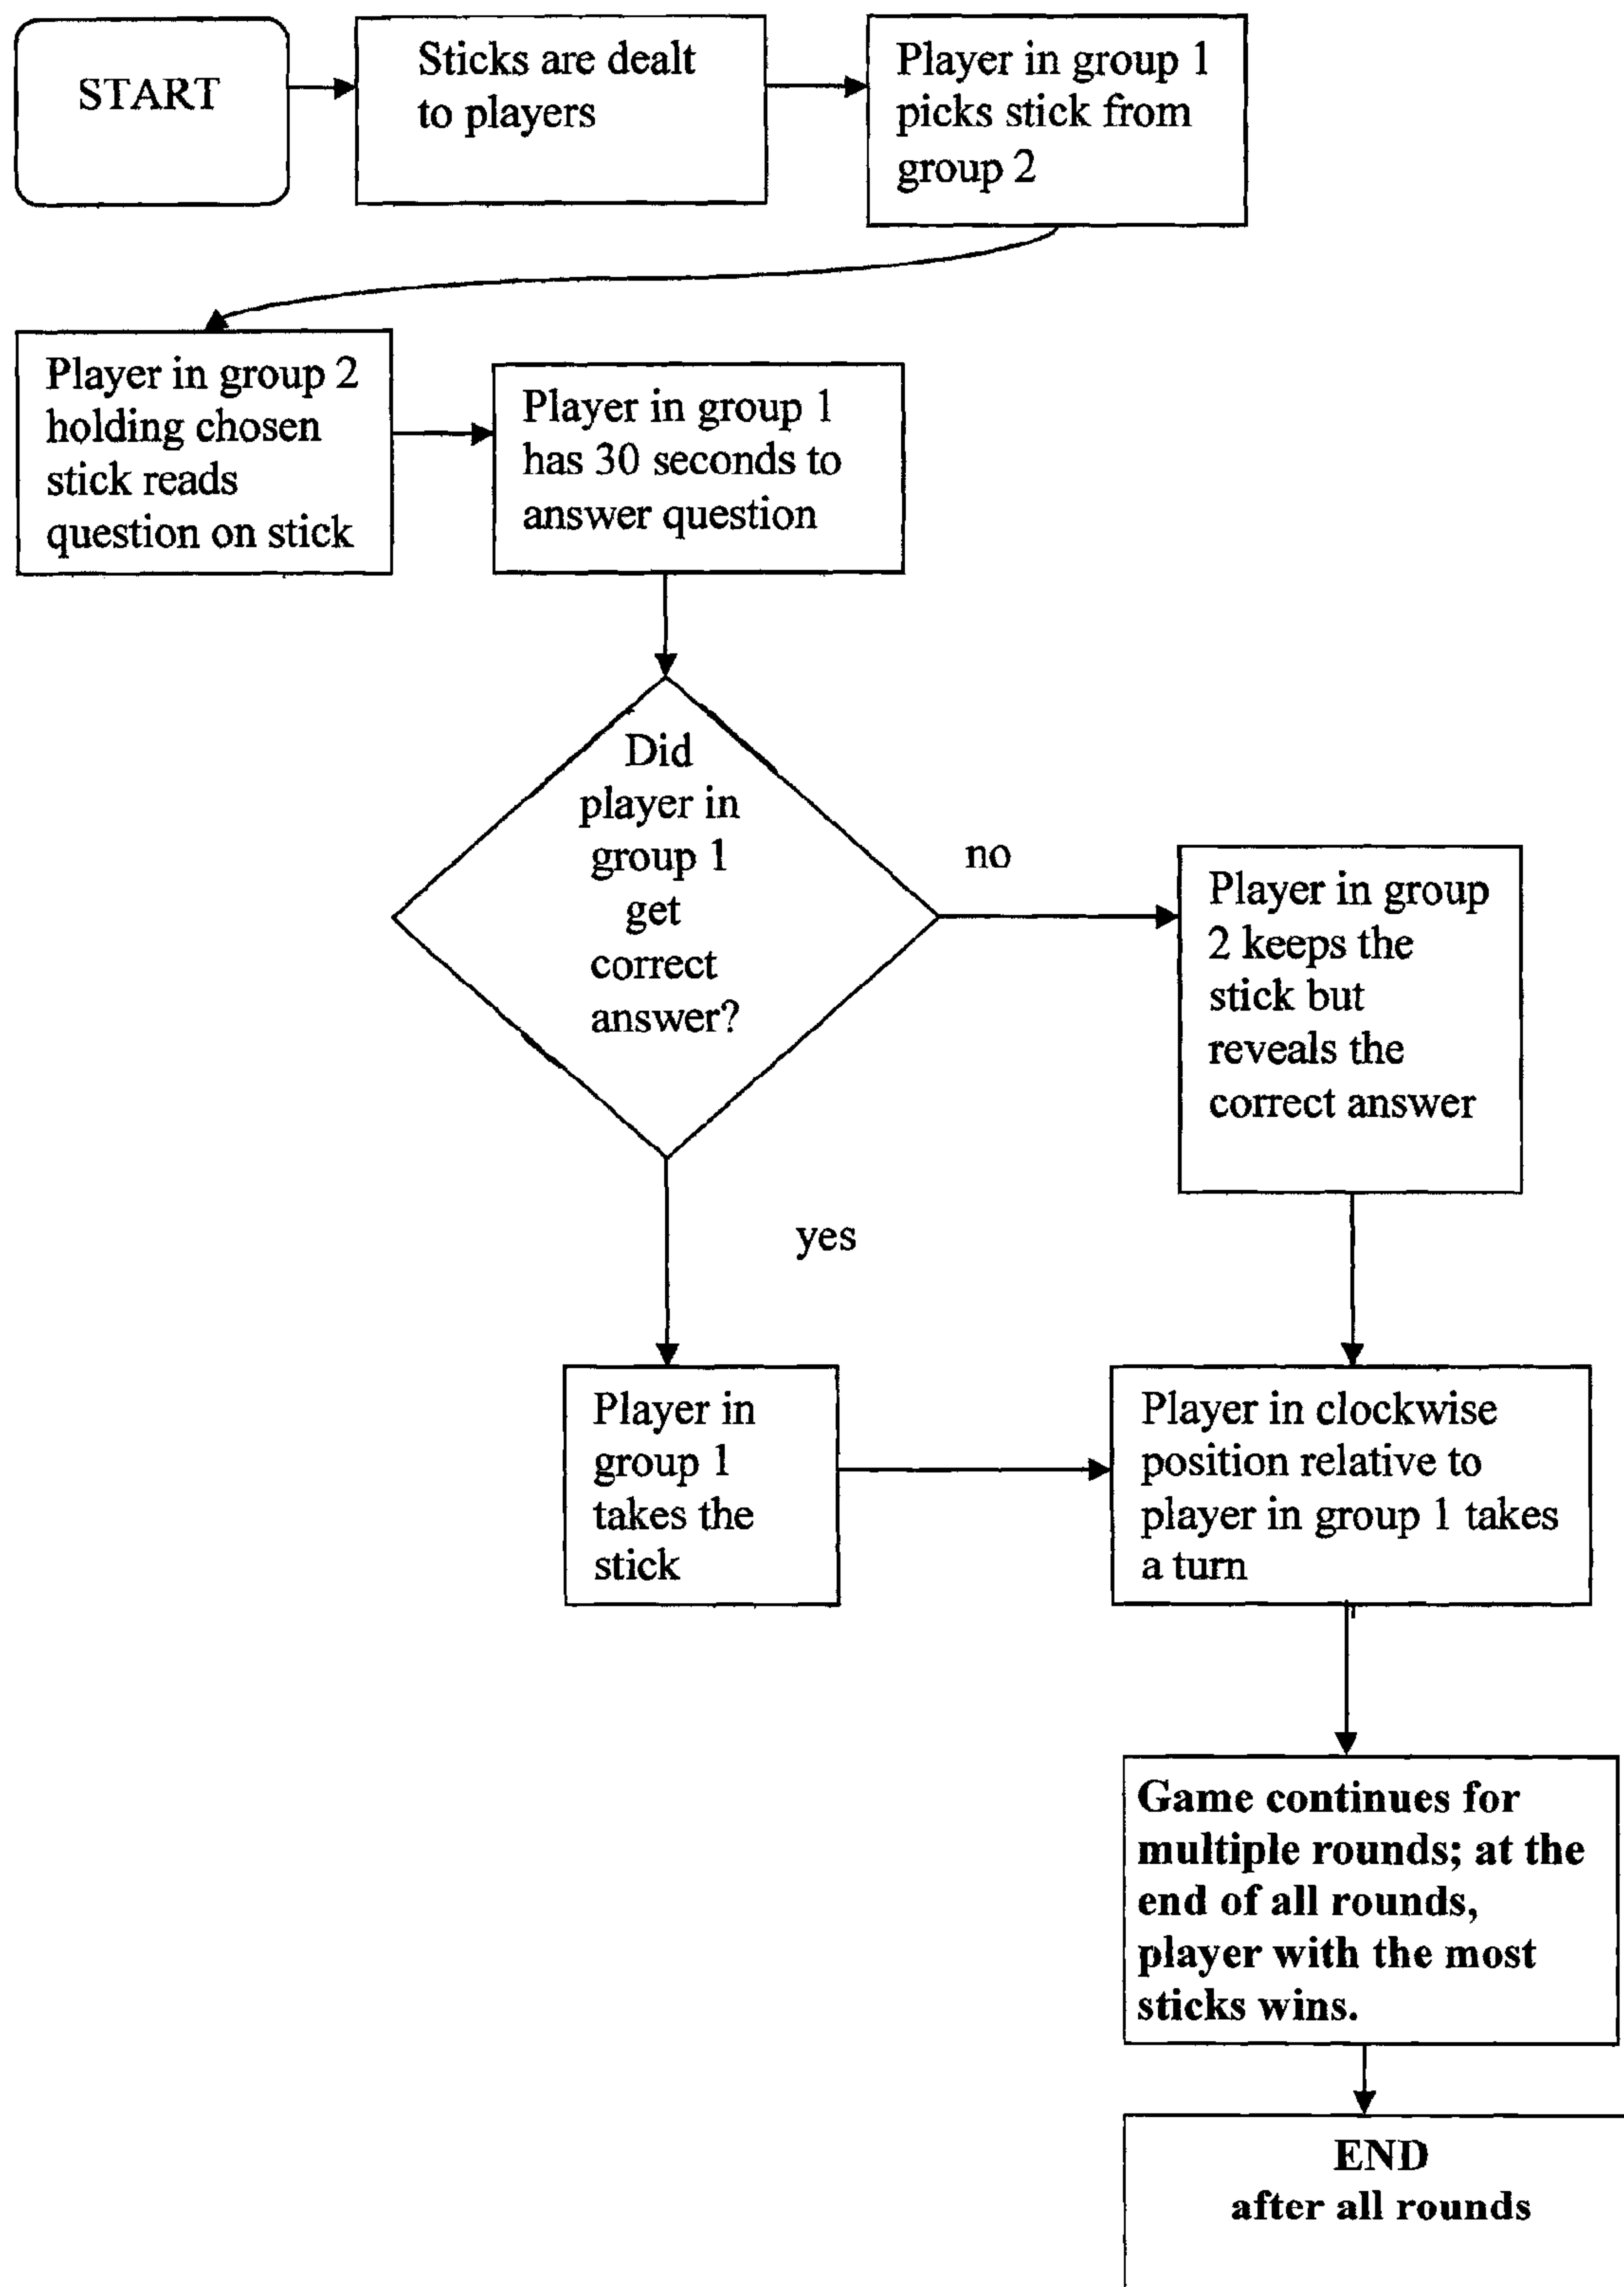 START
Sticks are dealt
to players
Player in group 1
picks stick from
group 2
Player in group 2
holding chosen
stick reads
question on stick
Player in group 1
has 30 seconds to
answer question
Did
player in
group 1
get
correct
answer?
no
Player in group
2 keeps the
stick but
reveals the
correct answer
yes
Player in
group 1
takes the
stick
Player in clockwise
position relative to
player in group 1 takes
a turn
Game continues for
multiple rounds; at the
end of all rounds,
player with the most
sticks wins.
END
after all rounds